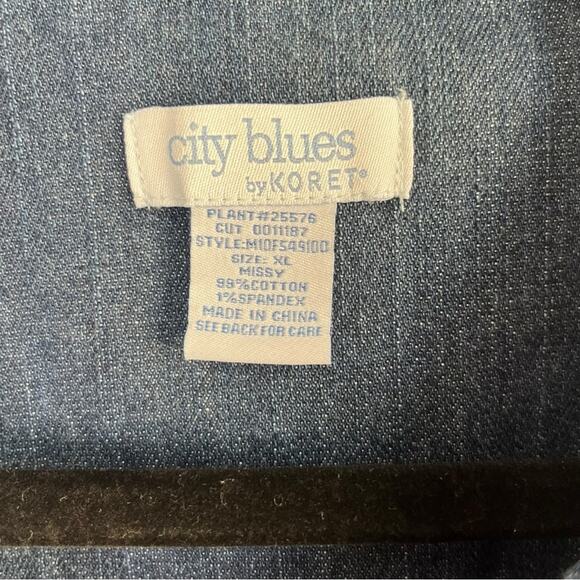 city blues
by KORET®
PLANT#25576
CUT 0011187
STYLE:M10F549100
SIZE: XL
MISSY
99%COTTON
1%SPANDEX
MADE IN CHINA
SEE BACK FOR CARE